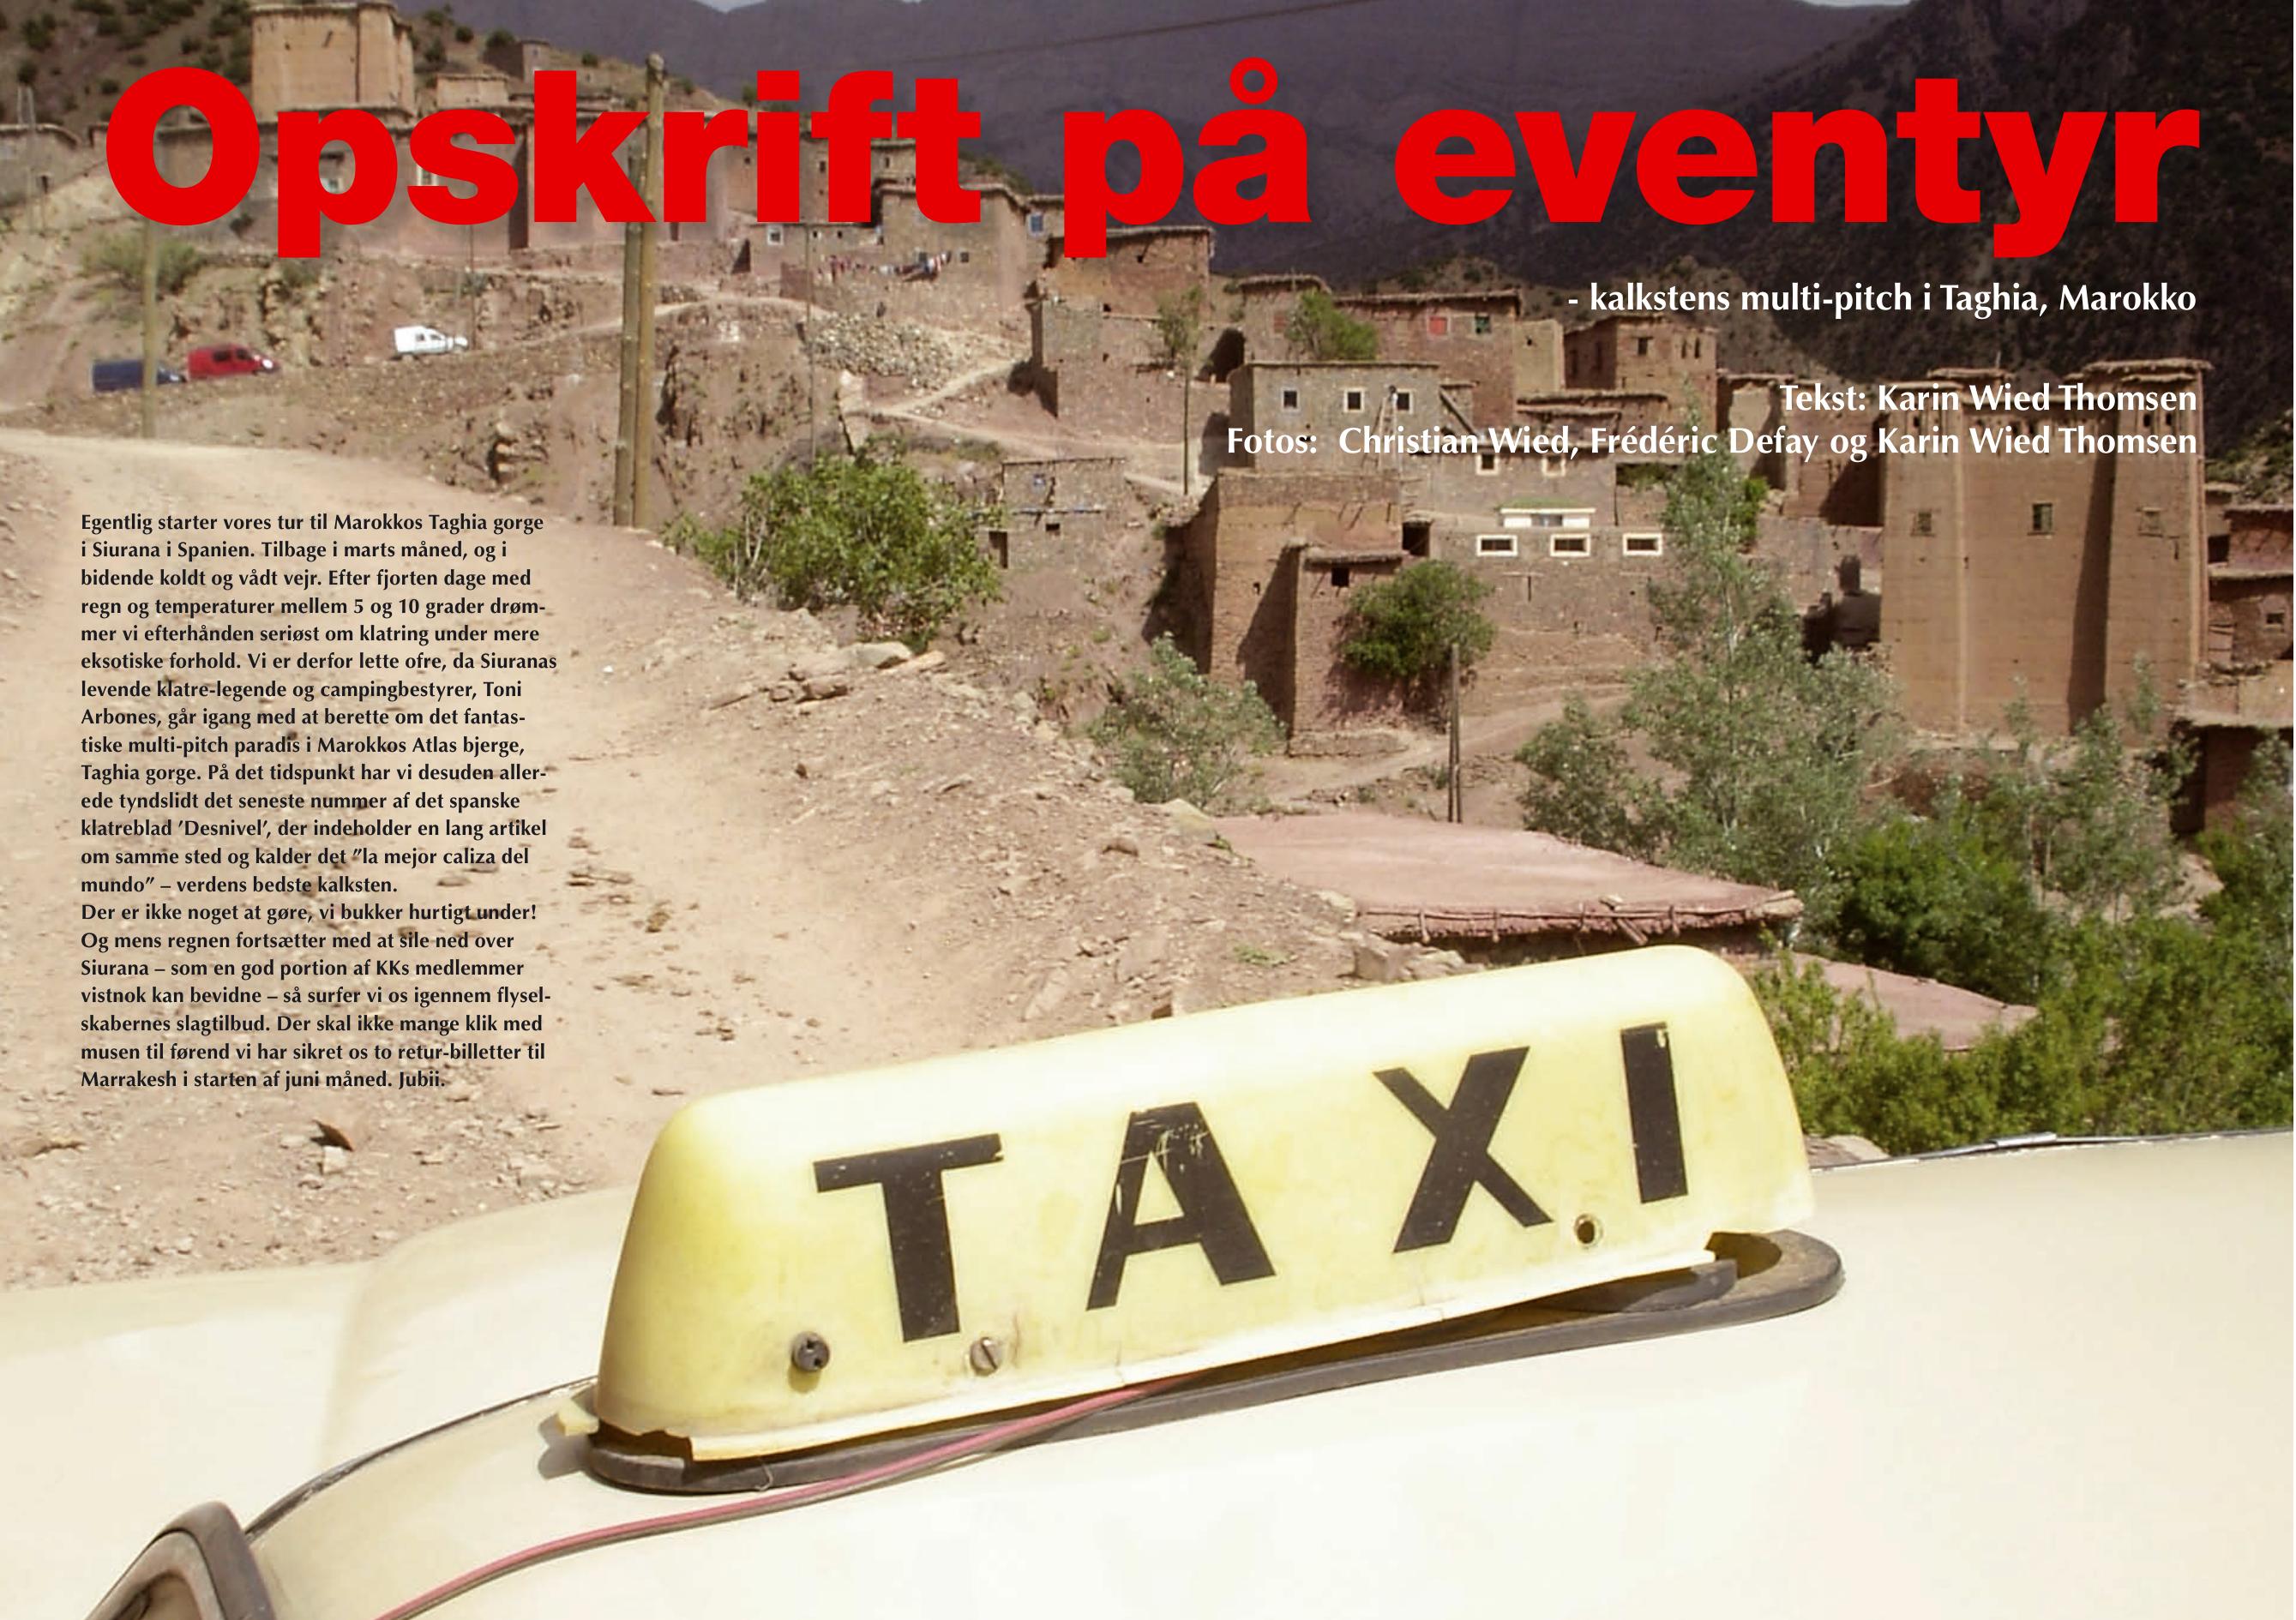 Opskrift på eventyr
- kalkstens multi-pitch i Taghia, Marokko
Tekst: Karin Wied Thomsen
Fotos: Christian Wied, Frédéric Defay og Karin Wied Thomsen
Egentlig starter vores tur til Marokkos Taghia gorge
i Siurana i Spanien. Tilbage i marts måned, og i
bidende koldt og vådt vejr. Efter fjorten dage med
regn og temperaturer mellem 5 og 10 grader drøm-
mer vi efterhånden seriøst om klatring under mere
eksotiske forhold. Vi er derfor lette ofre, da Siuranas
levende klatre-legende og campingbestyrer, Toni
Arbones, går igang med at berette om det fantas-
tiske multi-pitch paradis i Marokkos Atlas bjerge,
Taghia gorge. På det tidspunkt har vi desuden aller-
ede tyndslidt det seneste nummer af det spanske
klatreblad ’Desnivel’, der indeholder en lang artikel
om samme sted og kalder det ”la mejor caliza del
mundo” – verdens bedste kalksten.
Der er ikke noget at gøre, vi bukker hurtigt under!
Og mens regnen fortsætter med at sile ned over
Siurana – som en god portion af KKs medlemmer
vistnok kan bevidne – så surfer vi os igennem flysel-
skabernes slagtilbud. Der skal ikke mange klik med
musen til førend vi har sikret os to retur-billetter til
Marrakesh i starten af juni måned. Jubii.
TAXI